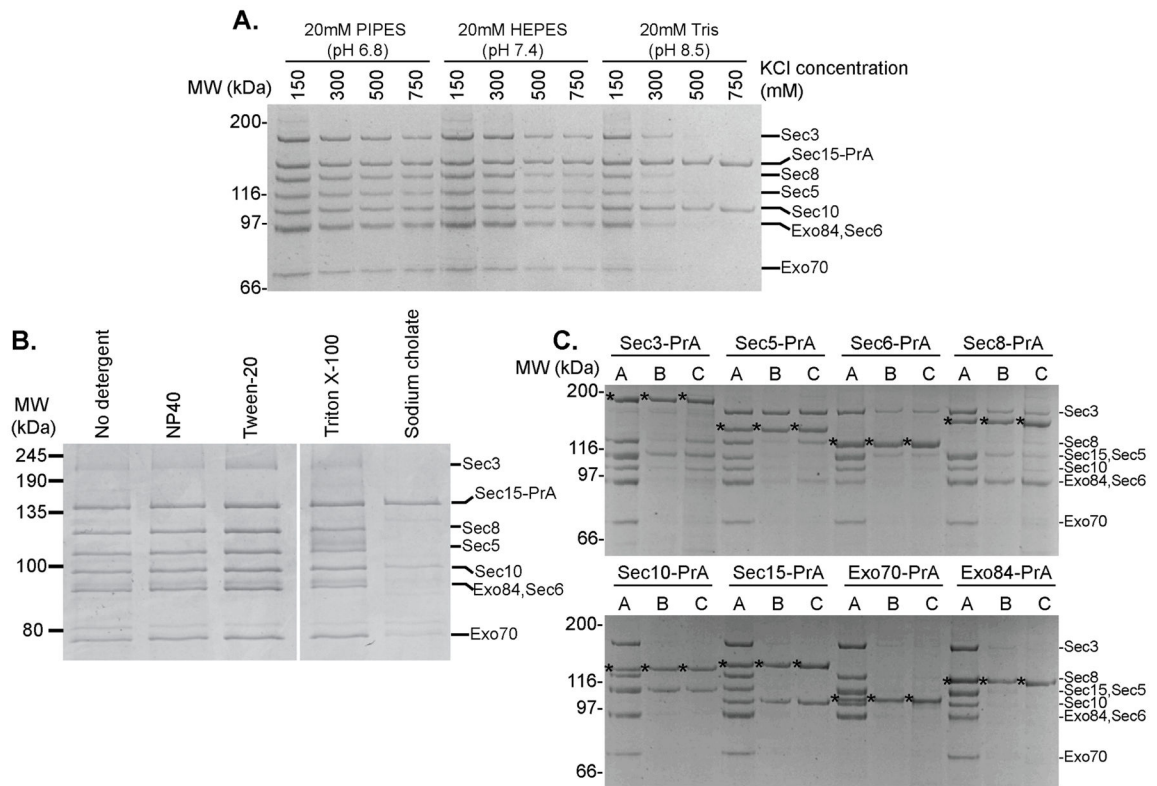 A.
20mM PIPES 20mM HEPES 20mM Tris
(pH 6.8) (pH 7.4) (pH 8.5)
MW (kDa) 150 300 500 750 150 300 500 750 150 300 500 750 KCl concentration
(mM)
200-
116-
97-
66-
Sec3
Sec15-PrA
Sec8
Sec5
Sec10
Exo84,Sec6
Exo70
B.
MW
(kDa)
No detergent
NP40
Tween-20
Triton X-100
Sodium cholate
245
190
135
100
80
Sec3
Sec15-PrA
Sec8
Sec5
Sec10
Exo84,Sec6
Exo70
C.
Sec3-PrA Sec5-PrA Sec6-PrA Sec8-PrA
MW (kDa) A B C A B C A B C A B C
200-
116-
97-
66-
* * * * * * * * * * * *
-Sec3
-Sec8
-Sec15,Sec5
-Sec10
-Exo84,Sec6
-Exo70
Sec10-PrA Sec15-PrA Exo70-PrA Exo84-PrA
A B C A B C A B C A B C
200-
116-
97-
66-
* * * * * * * * * * * *
-Sec3
-Sec8
-Sec15,Sec5
-Sec10
-Exo84,Sec6
-Exo70